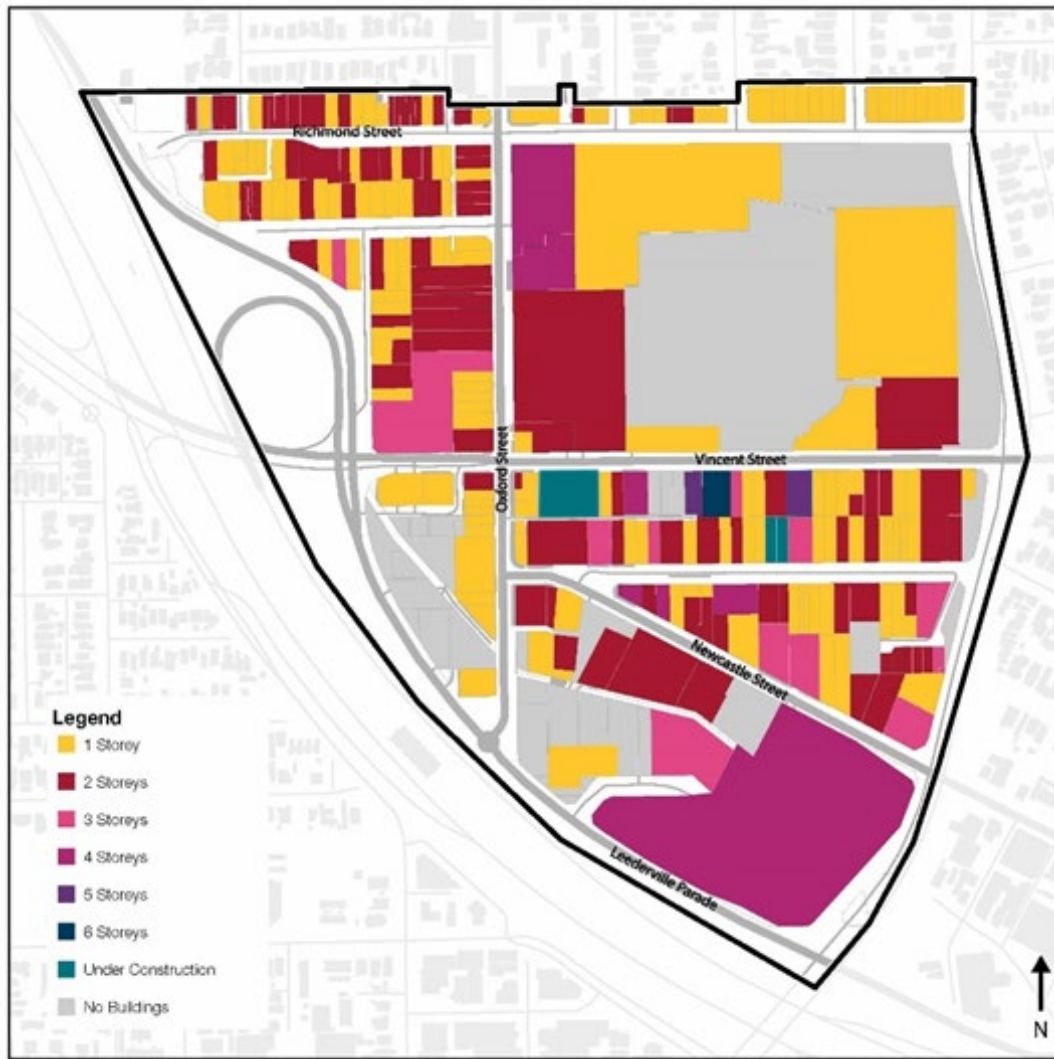 Richmond Street
Oxford Street
Vincent Street
Newcastle Street
Leederville Parade
Legend
1 Storey
2 Storeys
3 Storeys
4 Storeys
5 Storeys
6 Storeys
Under Construction
No Buildings
N